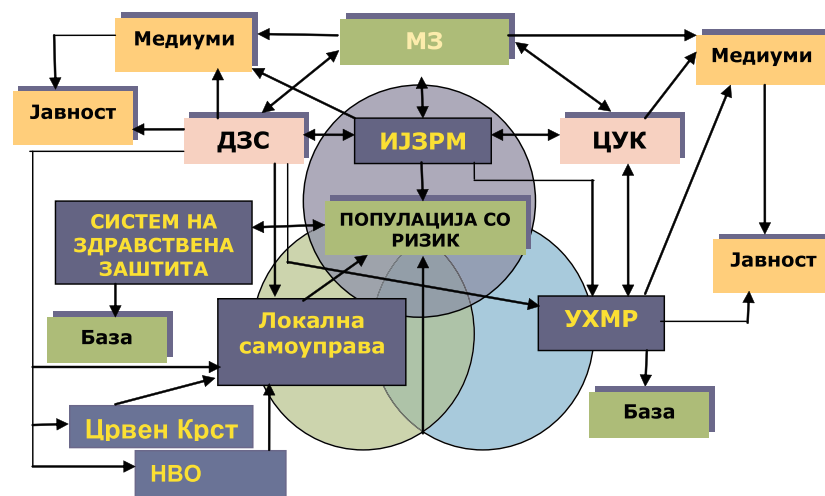 Медиуми
МЗ
Медиуми
Јавност
ДЗС
ИЈЗРМ
ЦУК
СИСТЕМ НА
ЗДРАВСТВЕНА
ЗАШТИТА
ПОПУЛАЦИЈА СО
РИЗИК
Јавност
База
Локална
самоуправа
УХМР
Црвен Крст
База
НВО